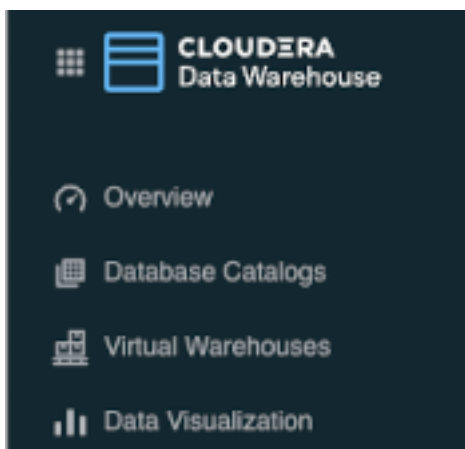 CLOUDERA
Data Warehouse
Overview
Database Catalogs
Virtual Warehouses
Data Visualization